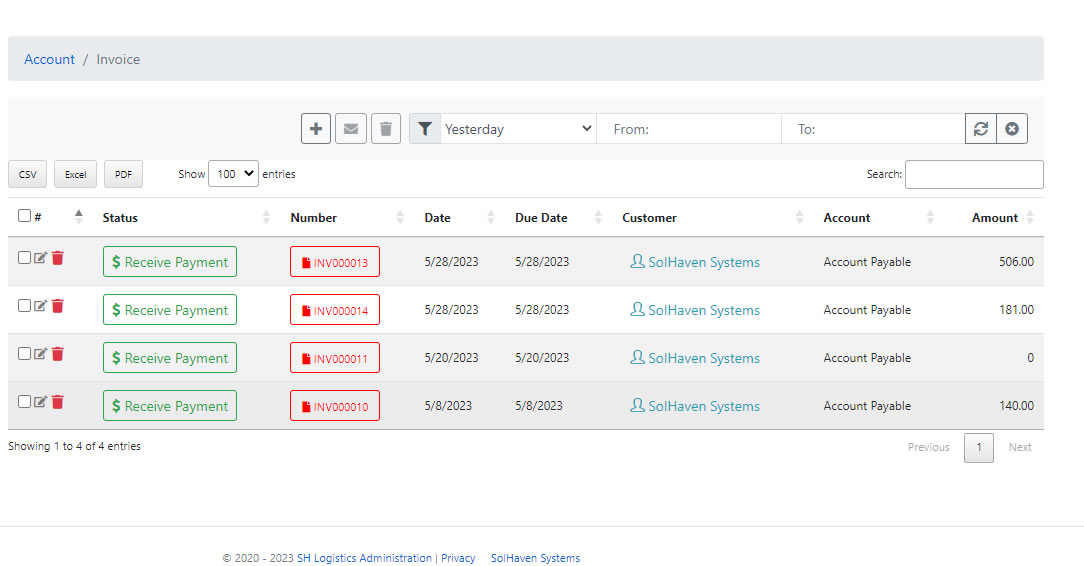 Account / Invoice
Yesterday From: To:
CSV Excel PDF Show 100 entries Search:
# Status Number Date Due Date Customer Account Amount
$ Receive Payment INV000013 5/28/2023 5/28/2023 SolHaven Systems Account Payable 506.00
$ Receive Payment INV000014 5/28/2023 5/28/2023 SolHaven Systems Account Payable 181.00
$ Receive Payment INV000011 5/20/2023 5/20/2023 SolHaven Systems Account Payable 0
$ Receive Payment INV000010 5/8/2023 5/8/2023 SolHaven Systems Account Payable 140.00
Showing 1 to 4 of 4 entries Previous 1 Next
© 2020 - 2023 SH Logistics Administration | Privacy SolHaven Systems